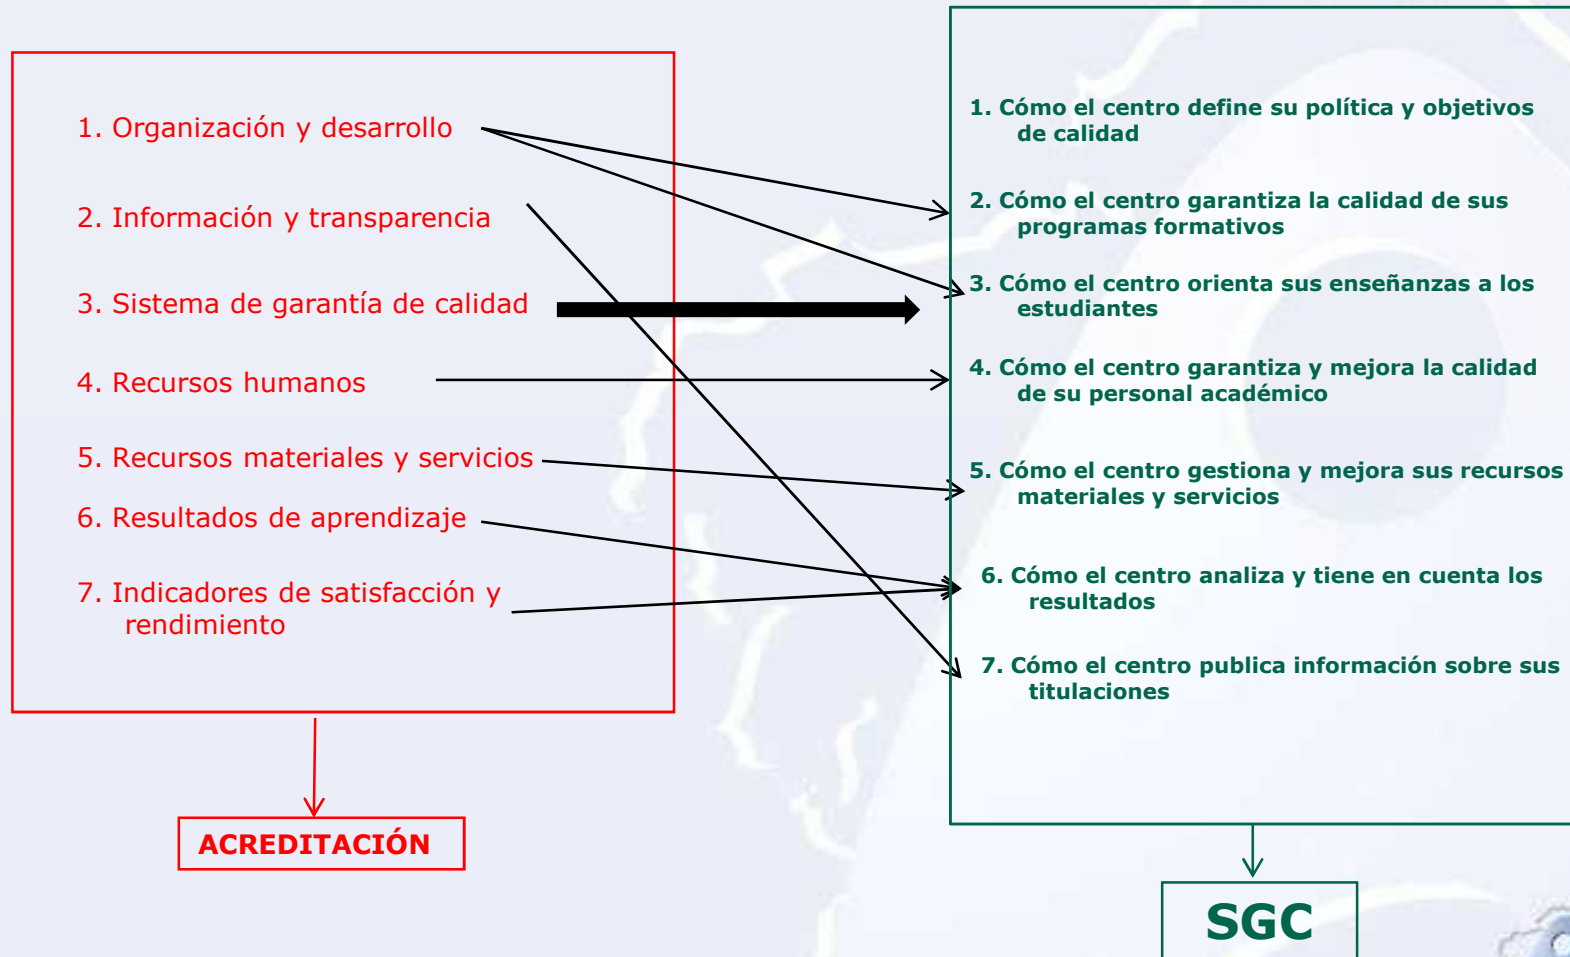 1. Organización y desarrollo
2. Información y transparencia
3. Sistema de garantía de calidad
4. Recursos humanos
5. Recursos materiales y servicios
6. Resultados de aprendizaje
7. Indicadores de satisfacción y
rendimiento
ACREDITACIÓN
1. Cómo el centro define su política y objetivos
de calidad
2. Cómo el centro garantiza la calidad de sus
programas formativos
3. Cómo el centro orienta sus enseñanzas a los
estudiantes
4. Cómo el centro garantiza y mejora la calidad
de su personal académico
5. Cómo el centro gestiona y mejora sus recursos
materiales y servicios
6. Cómo el centro analiza y tiene en cuenta los
resultados
7. Cómo el centro publica información sobre sus
titulaciones
SGC